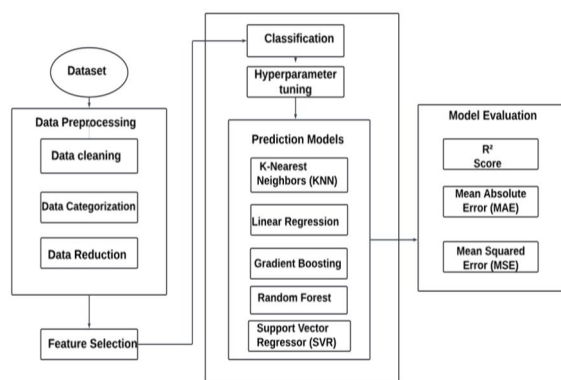 Dataset
Data Preprocessing
Data cleaning
Data Categorization
Data Reduction
Feature Selection
Classification
Hyperparameter
tuning
Prediction Models
K-Nearest
Neighbors (KNN)
Linear Regression
Gradient Boosting
Random Forest
Support Vector
Regressor (SVR)
Model Evaluation
R²
Score
Mean Absolute
Error (MAE)
Mean Squared
Error (MSE)